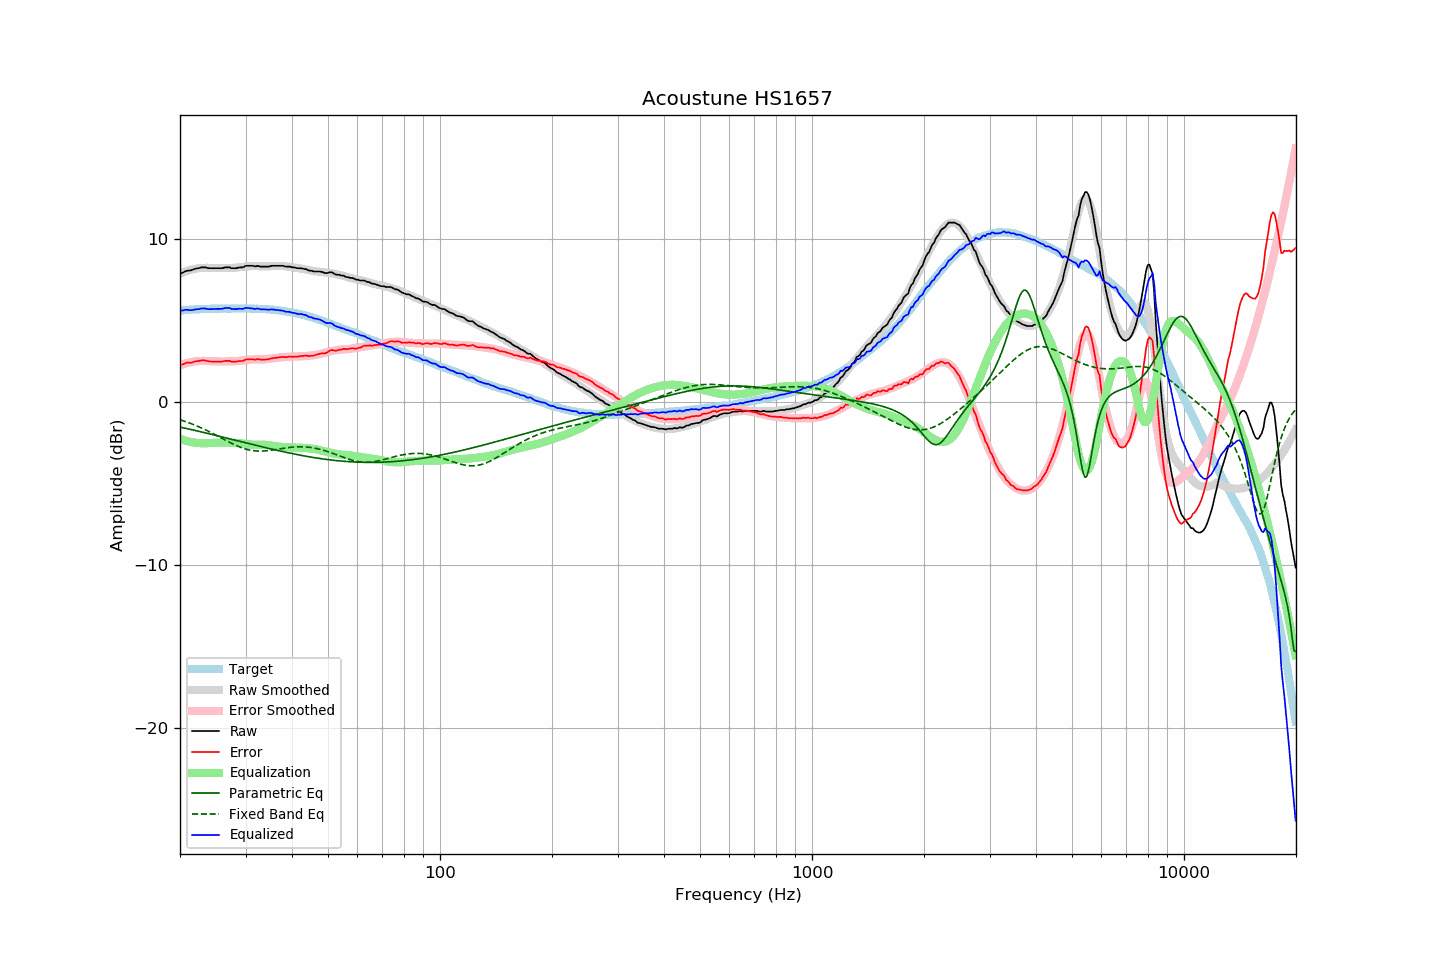 Acoustune HS1657
Amplitude (dBr)
10
0
−10
−20
Target
Raw Smoothed
Error Smoothed
Raw
Error
Equalization
Parametric Eq
Fixed Band Eq
Equalized
100
1000
10000
Frequency (Hz)